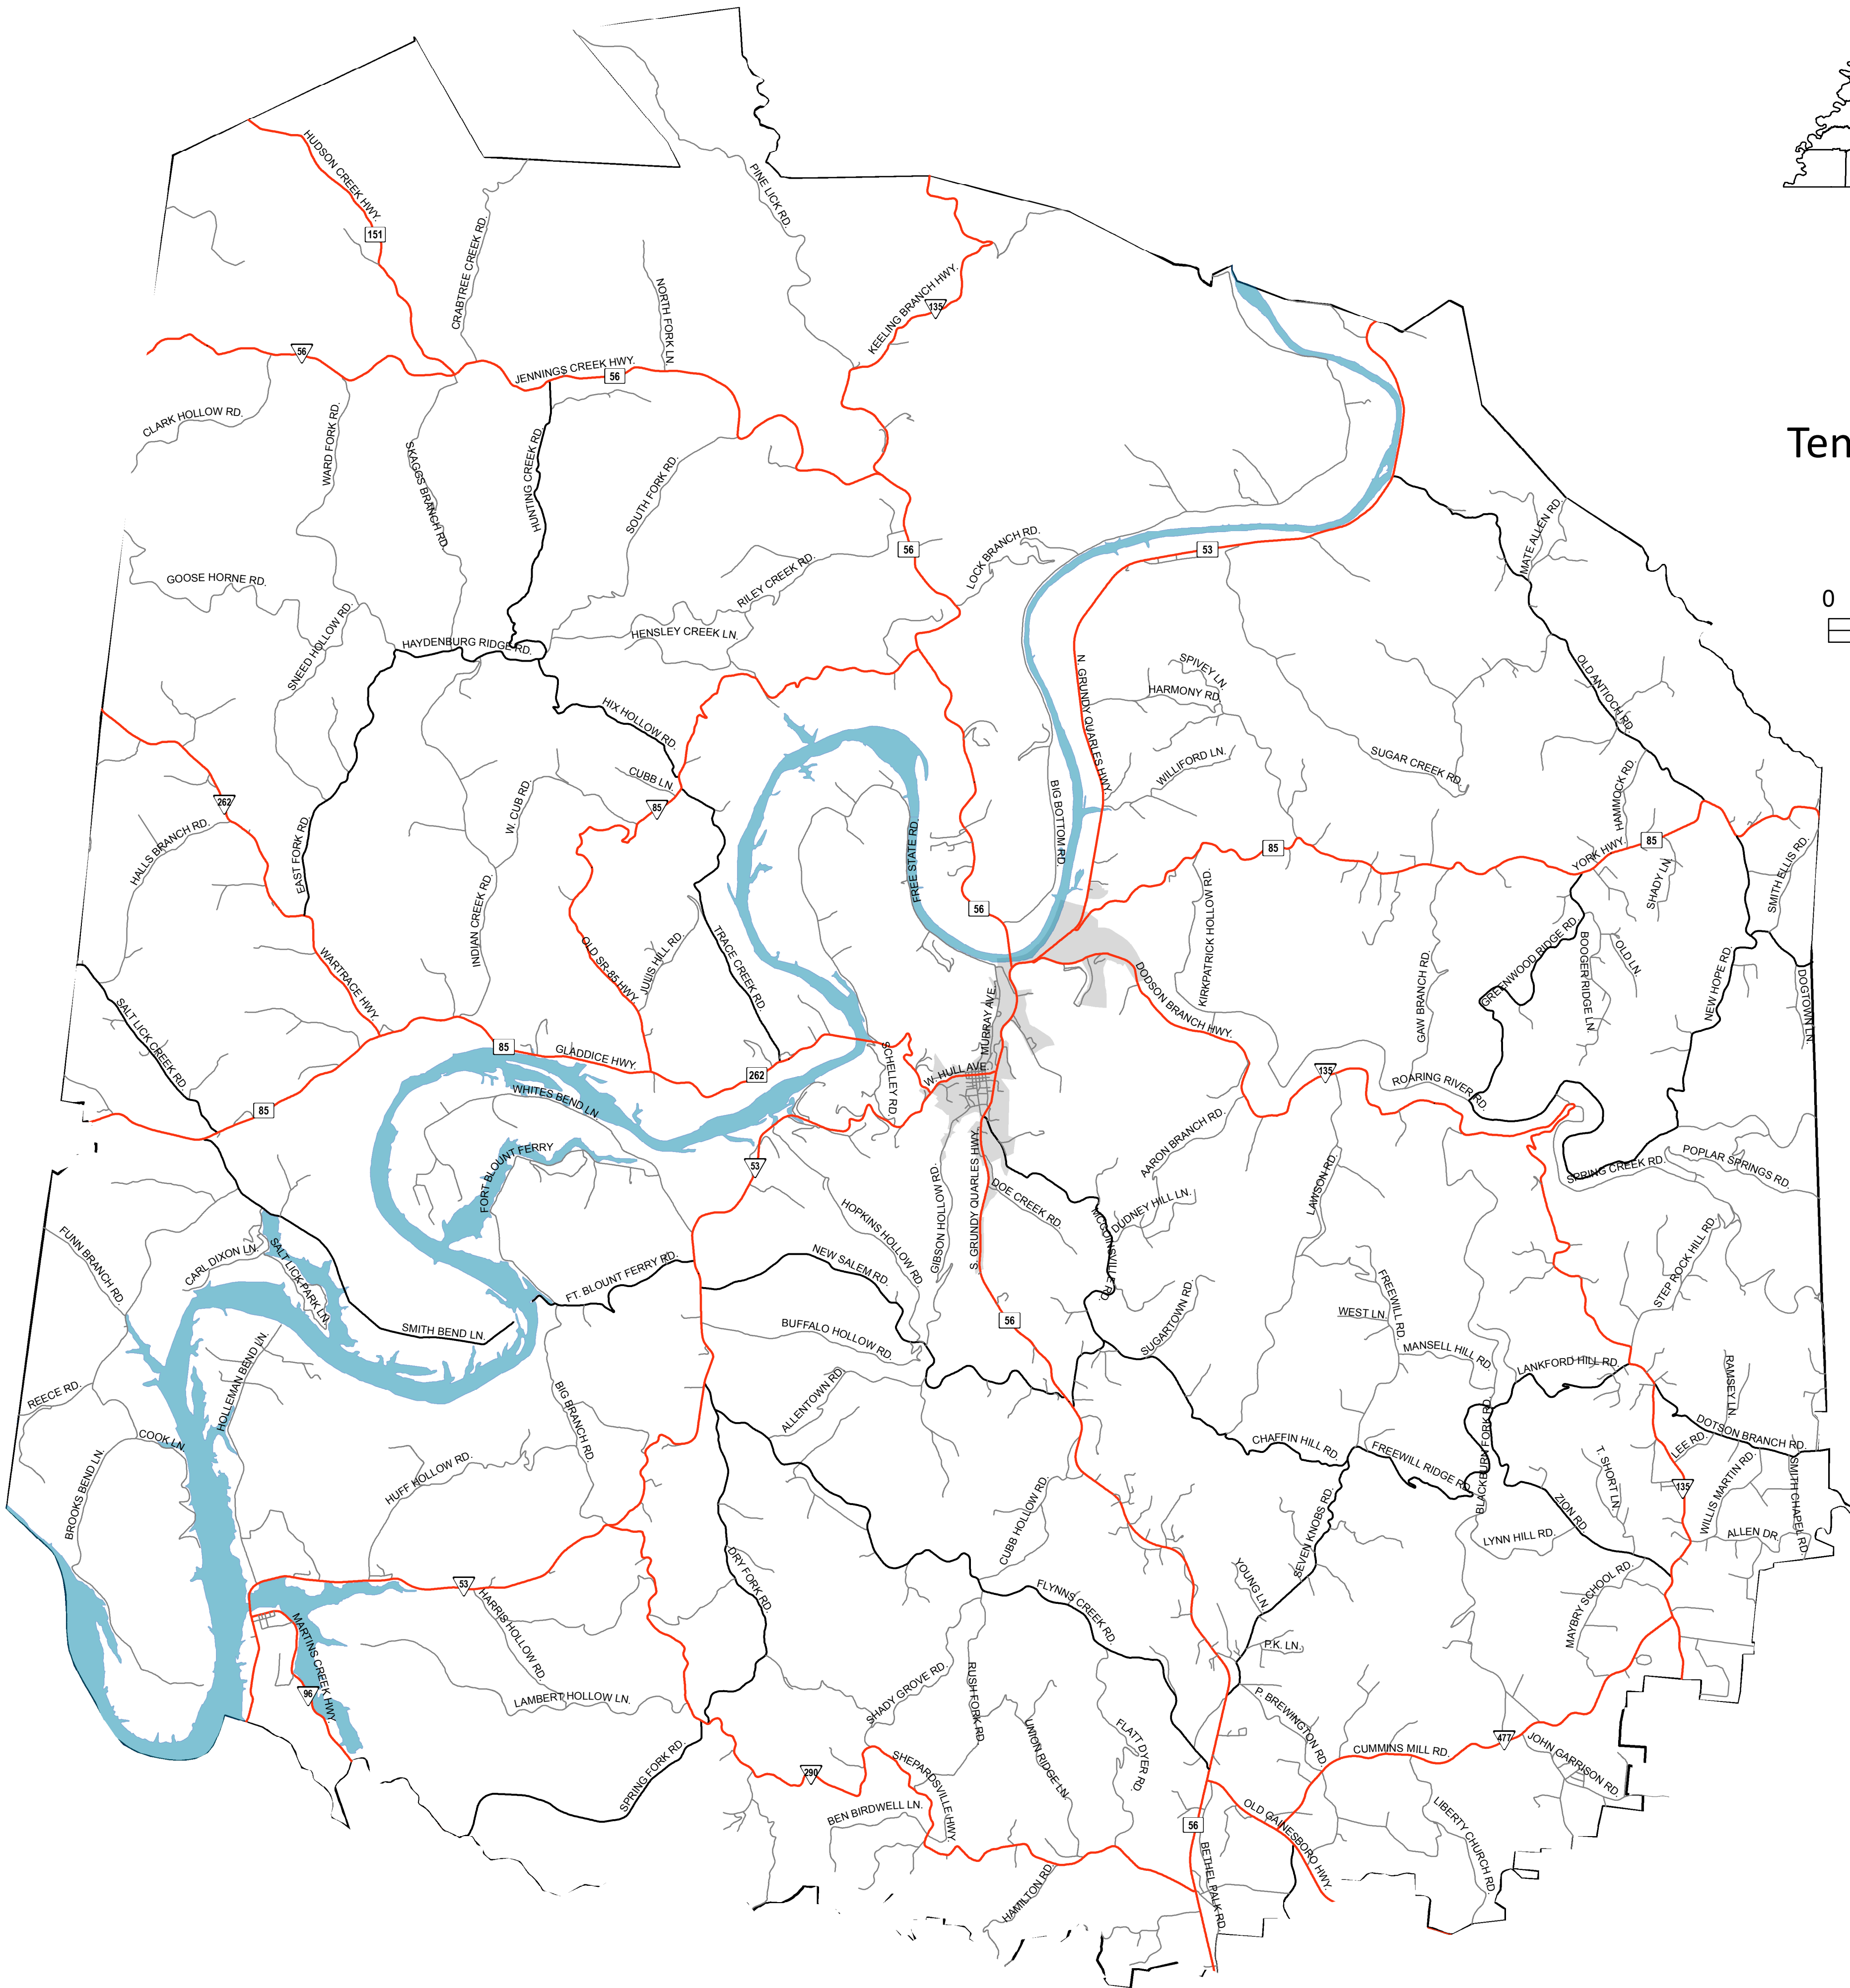 HUDSON CREEK HWY.
151
PINE LICK RD.
CRABTREE CREEK RD.
NORTH FORK LN.
KEELING BRANCH HWY.
135
56
JENNINGS CREEK HWY.
56
CLARK HOLLOW RD.
WARD FORK RD.
SKAGGS BRANCH RD.
HUNTING CREEK RD.
SOUTH FORK RD.
Ten
MATE ALLEN RD.
56
LOCK BRANCH RD.
53
GOOSE HORNE RD.
RILEY CREEK RD.
0
SNEED HOLLOW RD.
HAYDENBURG RIDGE RD.
HENSLEY CREEK LN.
SPIVEY LN.
HARMONY RD.
OLD ANTIOCH RD.
N. GRUNDY QUARLES HWY.
HIX HOLLOW RD.
WILLIFORD LN.
SUGAR CREEK RD.
262
CUBB LN.
85
W. CUB RD.
BIG BOTTOM RD.
HAMMOCK RD.
HALLS BRANCH RD.
EAST FORK RD.
FREE STATE RD.
85
YORK HWY.
85
SHADY LN.
SMITH ELLIS RD.
INDIAN CREEK RD.
56
KIRKPATRICK HOLLOW RD.
GREENWOOD RIDGE RD.
BOOGER RIDGE LN.
OLD LN.
OLD SR-85 HWY.
JULIS HILL RD.
TRACE CREEK RD.
WARTRACE HWY.
DODSON BRANCH HWY.
GAW BRANCH RD.
NEW HOPE RD.
DOGTOWN LN.
SALT LICK CREEK RD.
MURRAY AVE.
85
GLADDICE HWY.
262
SCHELLEY RD.
W. HULL AVE.
135
ROARING RIVER RD.
85
WHITES BEND LN.
AARON BRANCH RD.
FORT BLOUNT FERRY
53
SPRING CREEK RD.
POPLAR SPRINGS RD.
HOPKINS HOLLOW RD.
GIBSON HOLLOW RD.
S. GRUNDY QUARLES HWY.
DOE CREEK RD.
MCGOINSVILLE RD.
DUDNEY HILL LN.
LAWSON RD.
FUNN BRANCH RD.
CARL DIXON LN.
SALT LICK PARK LN.
FT. BLOUNT FERRY RD.
NEW SALEM RD.
STEP ROCK HILL RD.
SMITH BEND LN.
BUFFALO HOLLOW RD.
56
SUGARTOWN RD.
WEST LN.
FREEWILL RD.
MANSELL HILL RD.
LANKFORD HILL RD.
RAMSEY LN.
REECE RD.
HOLLEMAN BEND LN.
BIG BRANCH RD.
ALLENTOWN RD.
COOK LN.
CHAFFIN HILL RD.
FREEWILL RIDGE RD.
BLACKBURN FORK RD.
DOTSON BRANCH RD.
LEE RD.
BROOKS BEND LN.
HUFF HOLLOW RD.
CUBB HOLLOW RD.
SEVEN KNOBS RD.
T. SHORT LN.
135
WILLIS MARTIN RD.
SMITH CHAPEL RD.
ZION RD.
LYNN HILL RD.
ALLEN DR.
53
HARRIS HOLLOW RD.
DRY FORK RD.
FLYNNS CREEK RD.
YOUNG LN.
MAYBRY SCHOOL RD.
P.K. LN.
MARTINS CREEK HWY.
96
LAMBERT HOLLOW LN.
SHADY GROVE RD.
RUSH FORK RD.
UNION RIDGE LN.
FLATT DYER RD.
P. BREWINGTON RD.
CUMMINS MILL RD.
477
JOHN GARRISON RD.
SPRING FORK RD.
290
SHEPARDSVILLE HWY.
BEN BIRDWELL LN.
56
OLD GAINESBORO HWY.
LIBERTY CHURCH RD.
BETHEL PALK RD.
HAMILTON RD.